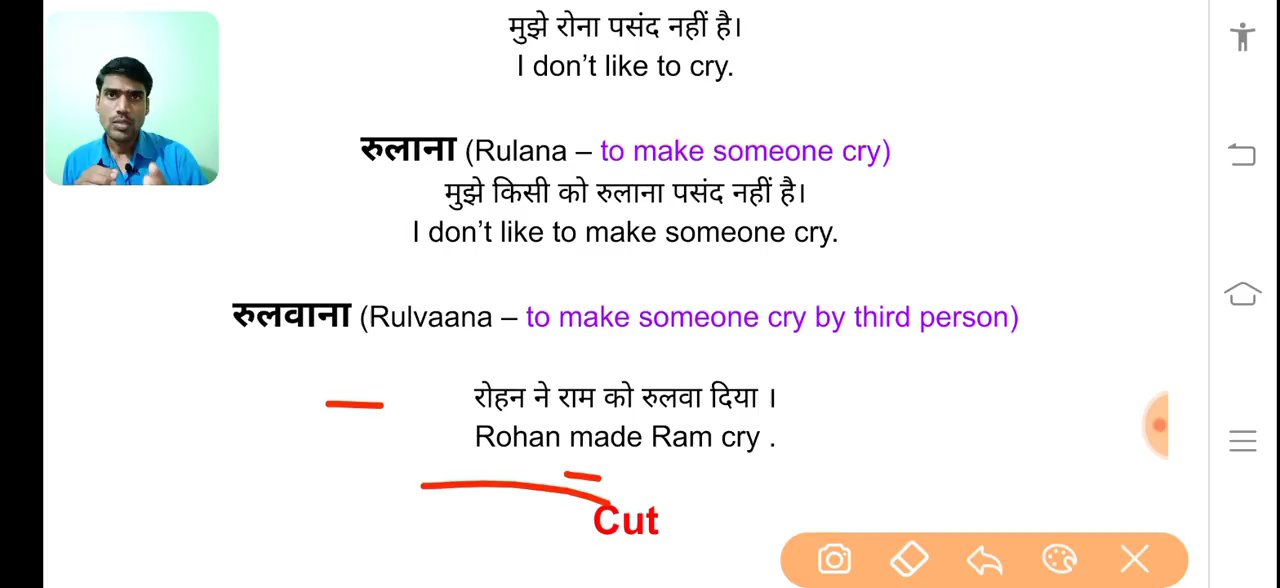 मुझे रोना पसंद नहीं है।
I don’t like to cry.
रुलाना (Rulana – to make someone cry)
मुझे किसी को रुलाना पसंद नहीं है।
I don’t like to make someone cry.
रुलवाना (Rulvaana – to make someone cry by third person)
रोहन ने राम को रुलवा दिया ।
Rohan made Ram cry .
Cut